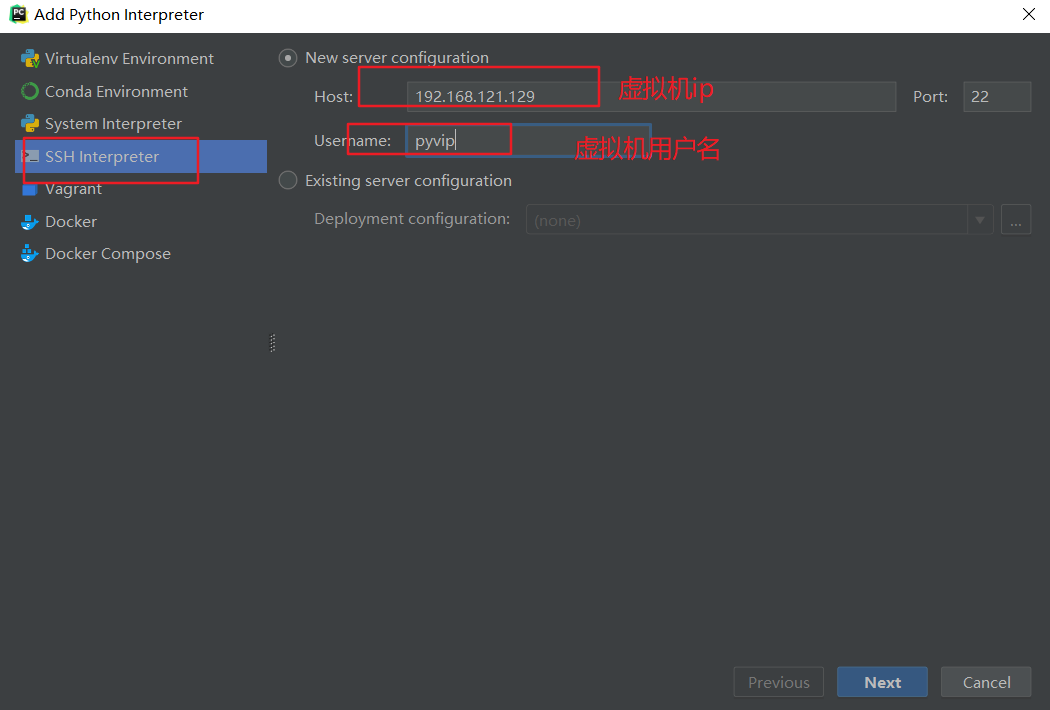 Add Python Interpreter
Virtualenv Environment
Conda Environment
System Interpreter
SSH Interpreter
Vagrant
Docker
Docker Compose
New server configuration
Host: 192.168.121.129 虚拟机ip Port: 22
Username: pyvip 虚拟机用户名
Existing server configuration
Deployment configuration: (none) ...
Previous Next Cancel